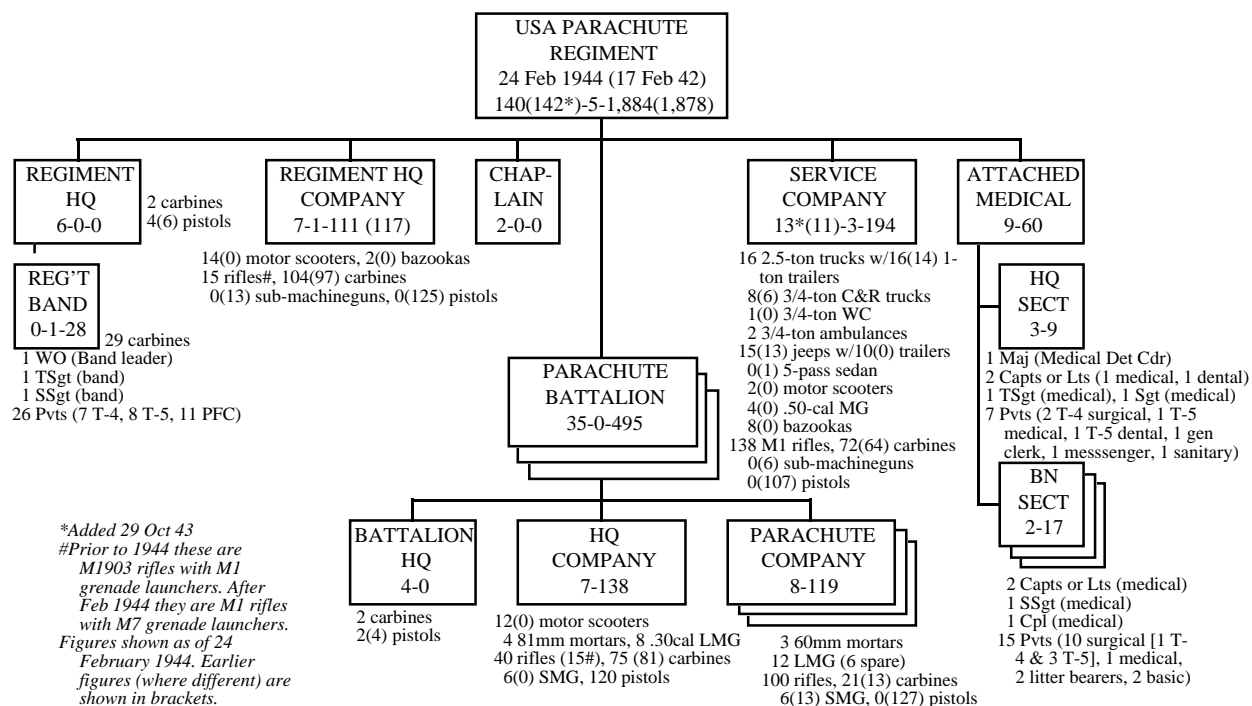 USA PARACHUTE
REGIMENT
24 Feb 1944 (17 Feb 42)
140(142*)-5-1,884(1,878)
REGIMENT
HQ
6-0-0
2 carbines
4(6) pistols
REG'T
BAND
0-1-28
29 carbines
1 WO (Band leader)
1 TSgt (band)
1 SSgt (band)
26 Pvts (7 T-4, 8 T-5, 11 PFC)
REGIMENT HQ
COMPANY
7-1-111 (117)
14(0) motor scooters, 2(0) bazookas
15 rifles#, 104(97) carbines
0(13) sub-machineguns, 0(125) pistols
CHAP-
LAIN
2-0-0
SERVICE
COMPANY
13*(11)-3-194
16 2.5-ton trucks w/16(14) 1-
ton trailers
8(6) 3/4-ton C&R trucks
1(0) 3/4-ton WC
2 3/4-ton ambulances
15(13) jeeps w/10(0) trailers
0(1) 5-pass sedan
2(0) motor scooters
4(0) .50-cal MG
8(0) bazookas
138 M1 rifles, 72(64) carbines
0(6) sub-machineguns
0(107) pistols
ATTACHED
MEDICAL
9-60
HQ
SECT
3-9
1 Maj (Medical Det Cdr)
2 Capts or Lts (1 medical, 1 dental)
1 TSgt (medical), 1 Sgt (medical)
7 Pvts (2 T-4 surgical, 1 T-5
medical, 1 T-5 dental, 1 gen
clerk, 1 messsenger, 1 sanitary)
BN
SECT
2-17
2 Capts or Lts (medical)
1 SSgt (medical)
1 Cpl (medical)
15 Pvts (10 surgical [1 T-
4 & 3 T-5], 1 medical,
2 litter bearers, 2 basic)
PARACHUTE
BATTALION
35-0-495
BATTALION
HQ
4-0
2 carbines
2(4) pistols
HQ
COMPANY
7-138
12(0) motor scooters
4 81mm mortars, 8 .30cal LMG
40 rifles (15#), 75 (81) carbines
6(0) SMG, 120 pistols
PARACHUTE
COMPANY
8-119
3 60mm mortars
12 LMG (6 spare)
100 rifles, 21(13) carbines
6(13) SMG, 0(127) pistols
*Added 29 Oct 43
#Prior to 1944 these are
M1903 rifles with M1
grenade launchers. After
Feb 1944 they are M1 rifles
with M7 grenade launchers.
Figures shown as of 24
February 1944. Earlier
figures (where different) are
shown in brackets.